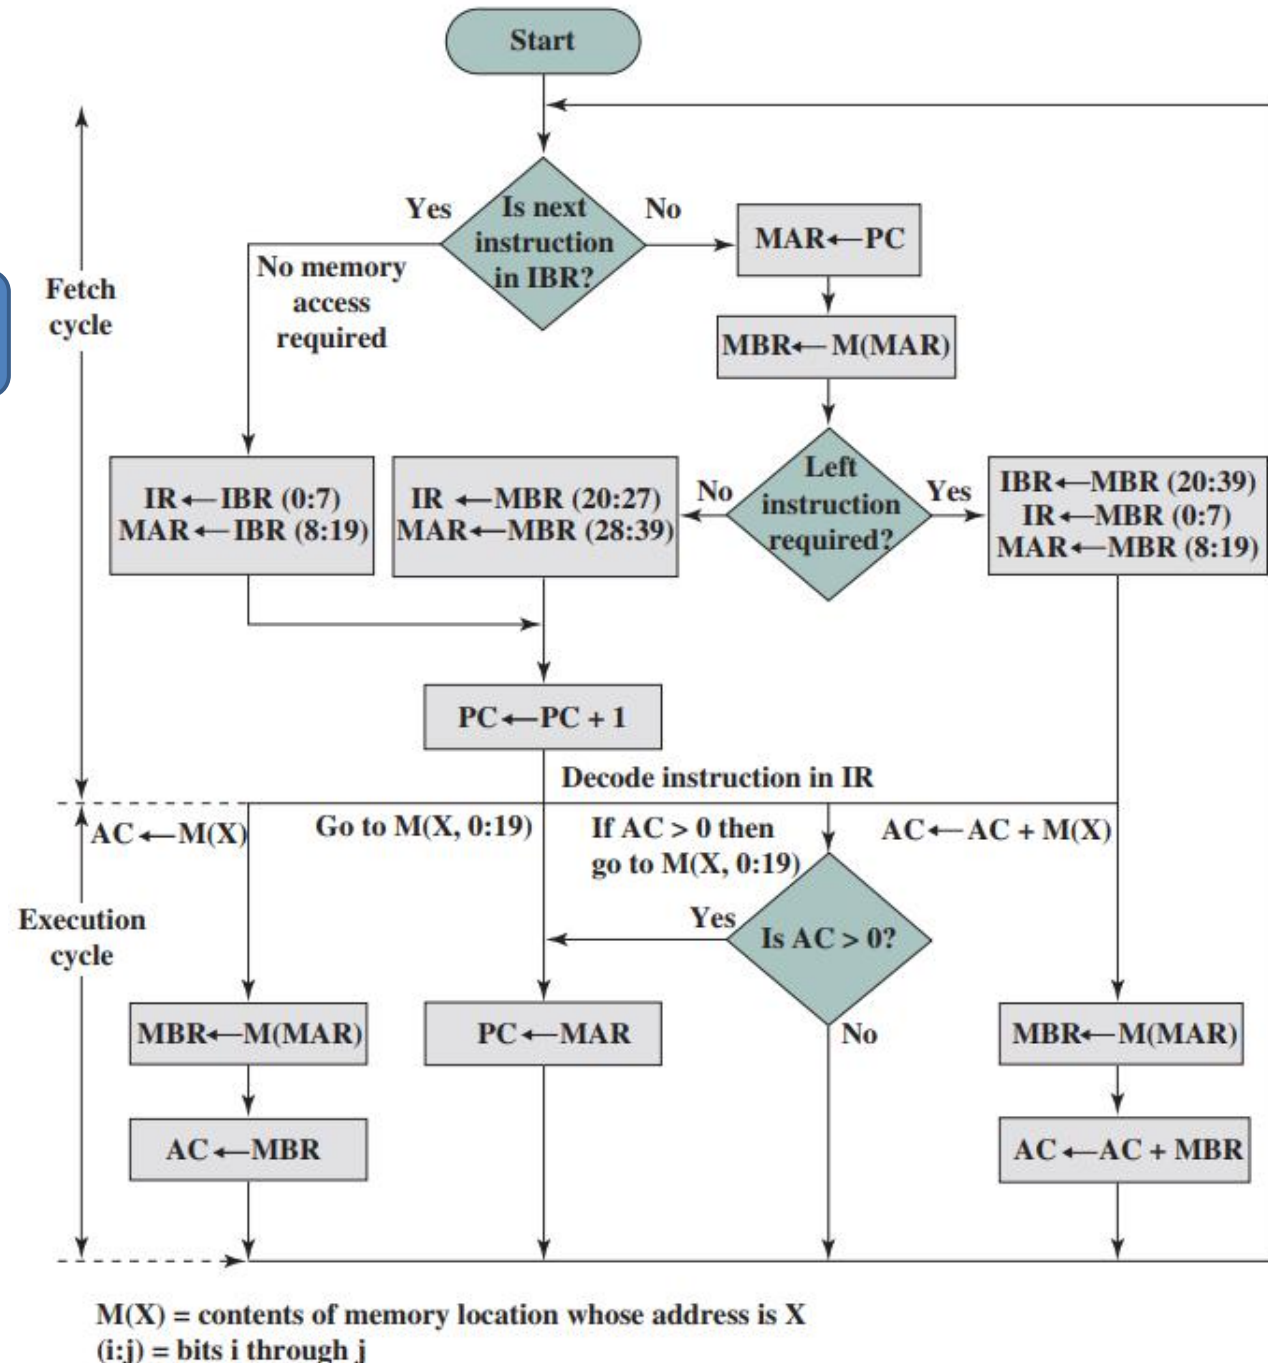 Start
Yes
Is next
instruction
in IBR?
No
MAR←PC
No memory
access
required
Fetch
cycle
MBR←M(MAR)
Left
instruction
required?
No
Yes
IR←IBR (0:7)
MAR←IBR (8:19)
IR←MBR (20:27)
MAR←MBR (28:39)
IBR←MBR (20:39)
IR←MBR (0:7)
MAR←MBR (8:19)
PC←PC + 1
Decode instruction in IR
AC←M(X)
Go to M(X, 0:19)
If AC > 0 then
go to M(X, 0:19)
AC←AC + M(X)
Execution
cycle
Yes
Is AC > 0?
No
MBR←M(MAR)
PC←MAR
MBR←M(MAR)
AC←MBR
AC←AC + MBR
M(X) = contents of memory location whose address is X
(i:j) = bits i through j